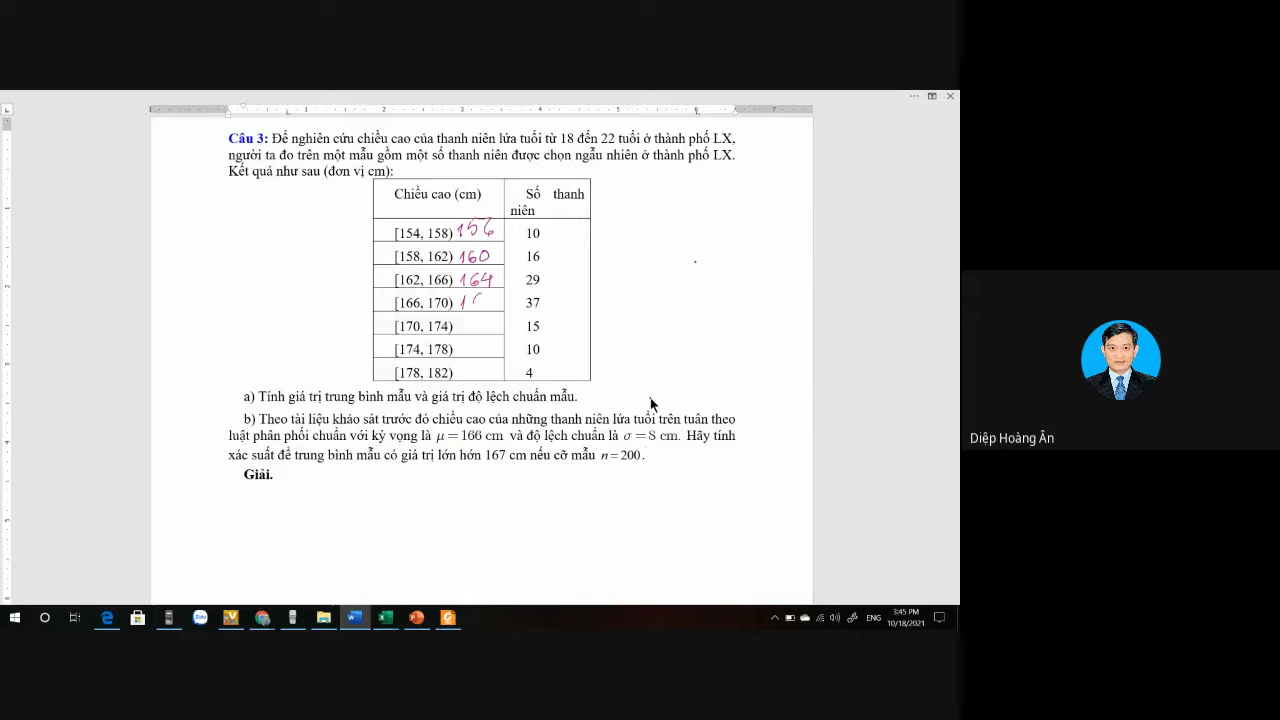 Câu 3: Để nghiên cứu chiều cao của thanh niên lứa tuổi từ 18 đến 22 tuổi ở thành phố LX,
người ta đo trên một mẫu gồm một số thanh niên được chọn ngẫu nhiên ở thành phố LX.
Kết quả như sau (đơn vị cm):
Chiều cao (cm) Số thanh
niên
[154, 158) 156 10
[158, 162) 160 16
[162, 166) 164 29
[166, 170) 1 37
[170, 174) 15
[174, 178) 10
[178, 182) 4
a) Tính giá trị trung bình mẫu và giá trị độ lệch chuẩn mẫu.
b) Theo tài liệu khảo sát trước đó chiều cao của những thanh niên lứa tuổi trên tuân theo
luật phân phối chuẩn với kỳ vọng là μ = 166 cm và độ lệch chuẩn là σ = 8 cm. Hãy tính
xác suất để trung bình mẫu có giá trị lớn hớn 167 cm nếu cỡ mẫu n = 200.
Giải.
Diệp Hoàng Ân
ENG
3:45 PM
10/18/2021